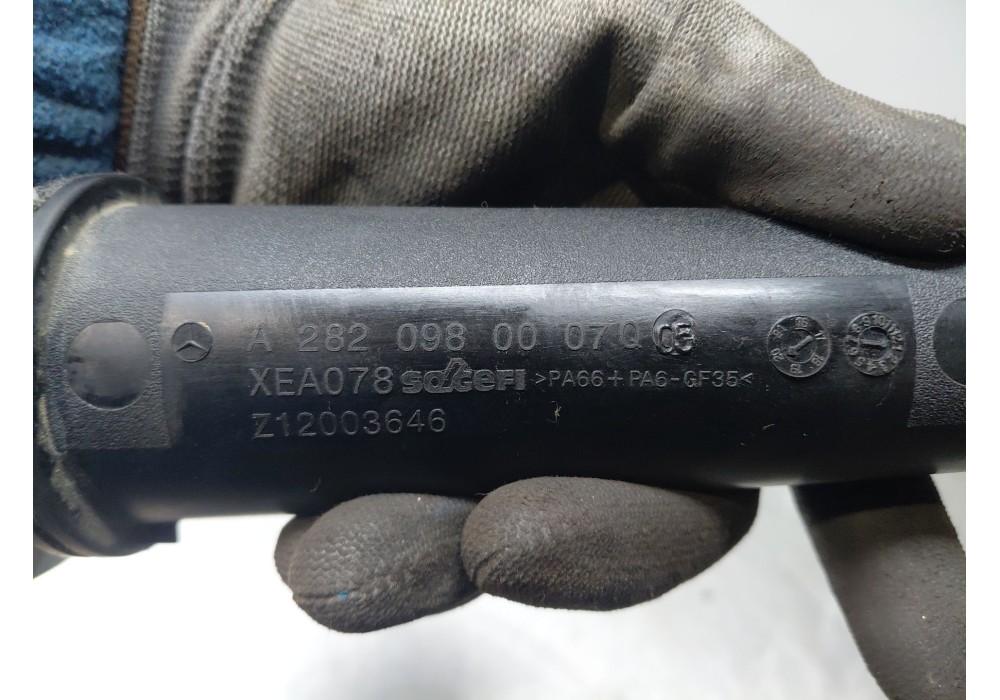 A 282 098 00 07 Q 03
XEA078 sogefi >PA66+PA6-GF35<
Z12003646